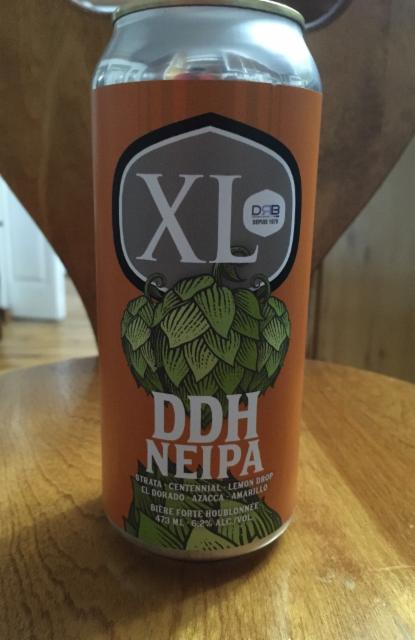 XL
DRB
DEPUIS 1979
DDH
NEIPA
STRATA · CENTENNIAL · LEMON DROP
EL DORADO · AZACCA · AMARILLO
BIÈRE FORTE HOUBLONNÉE
473 ML · 6,2% ALC./VOL.